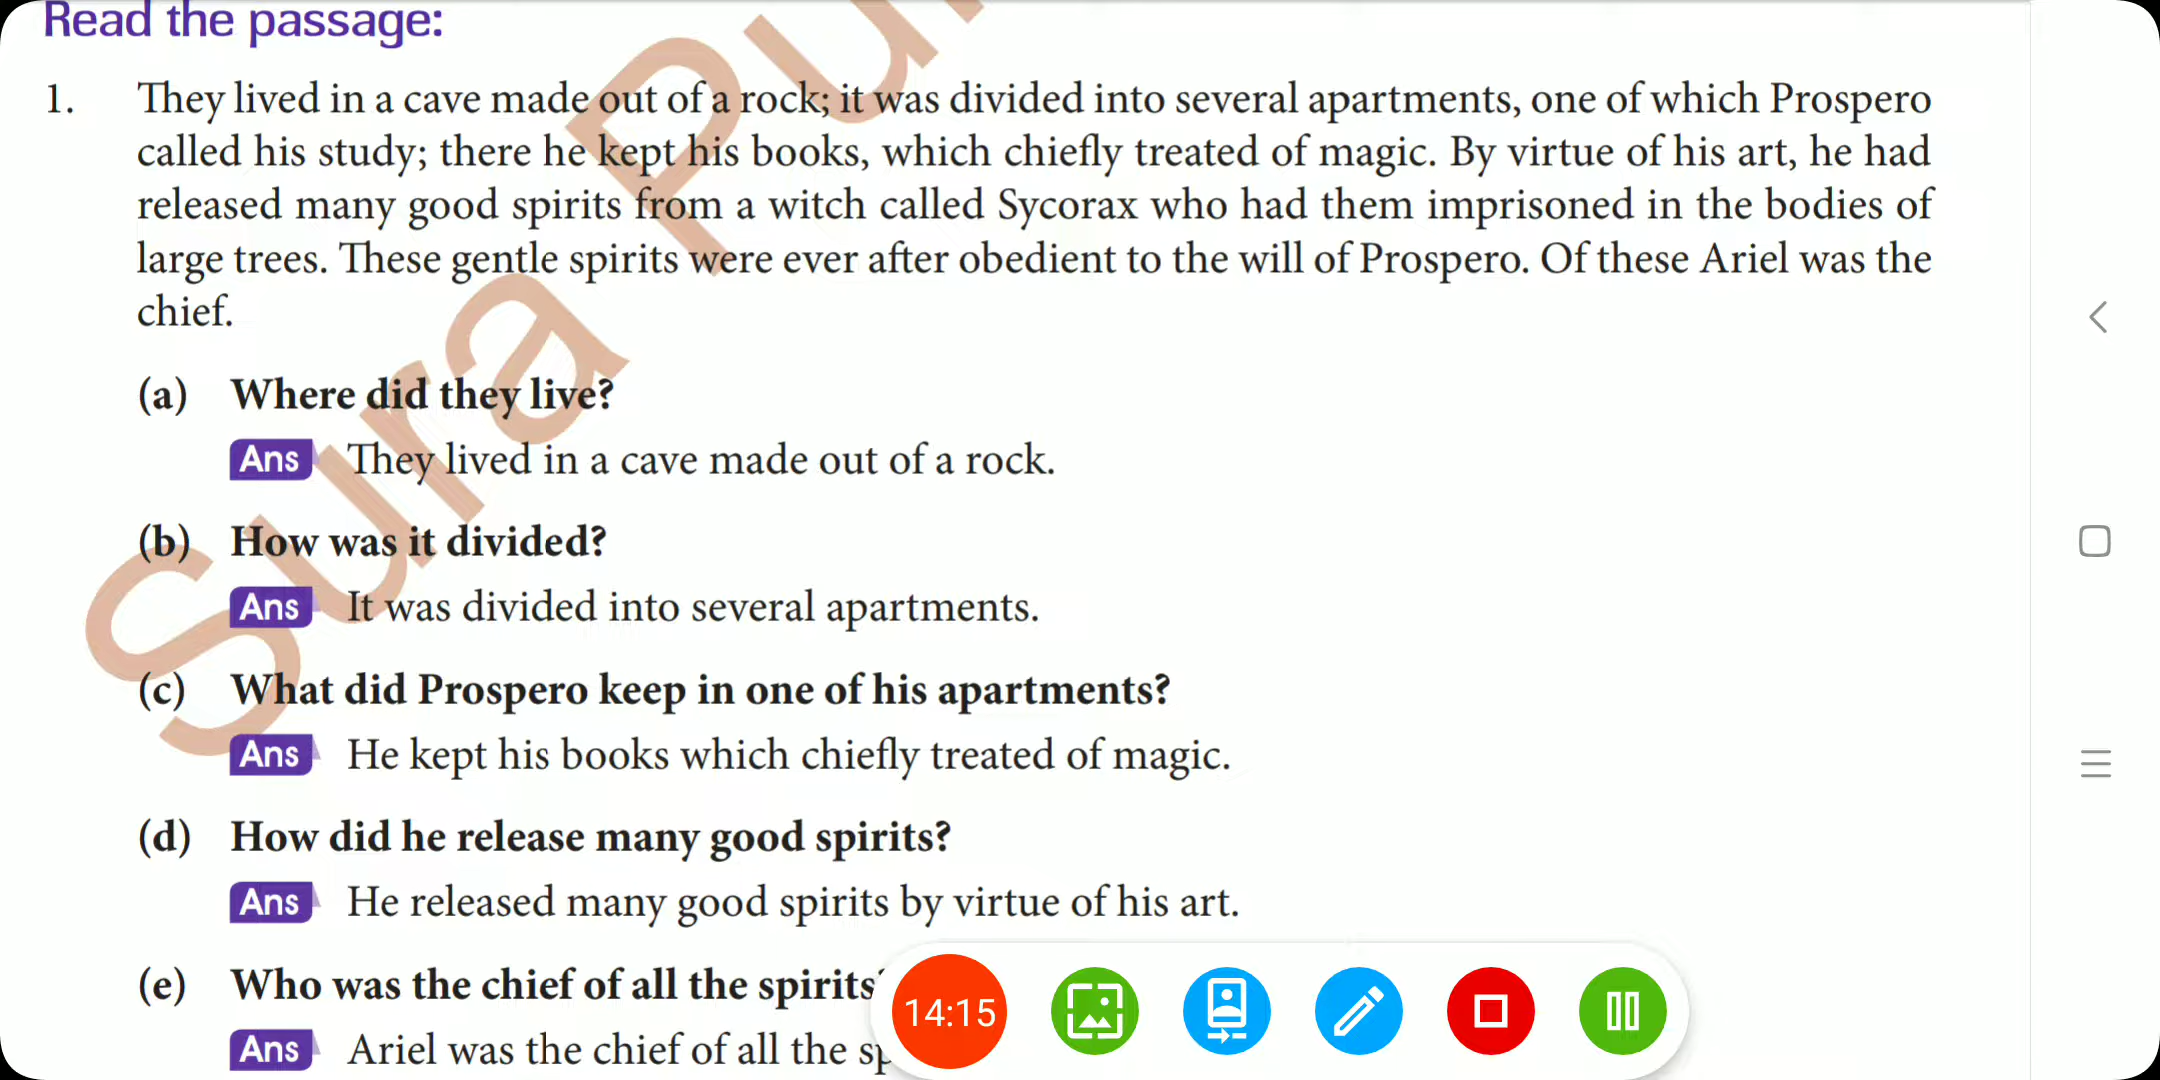 Read the passage:
1. They lived in a cave made out of a rock; it was divided into several apartments, one of which Prospero
called his study; there he kept his books, which chiefly treated of magic. By virtue of his art, he had
released many good spirits from a witch called Sycorax who had them imprisoned in the bodies of
large trees. These gentle spirits were ever after obedient to the will of Prospero. Of these Ariel was the
chief.
(a) Where did they live?
Ans They lived in a cave made out of a rock.
(b) How was it divided?
Ans It was divided into several apartments.
(c) What did Prospero keep in one of his apartments?
Ans He kept his books which chiefly treated of magic.
(d) How did he release many good spirits?
Ans He released many good spirits by virtue of his art.
(e) Who was the chief of all the spirits
Ans Ariel was the chief of all the
14:15
Sura